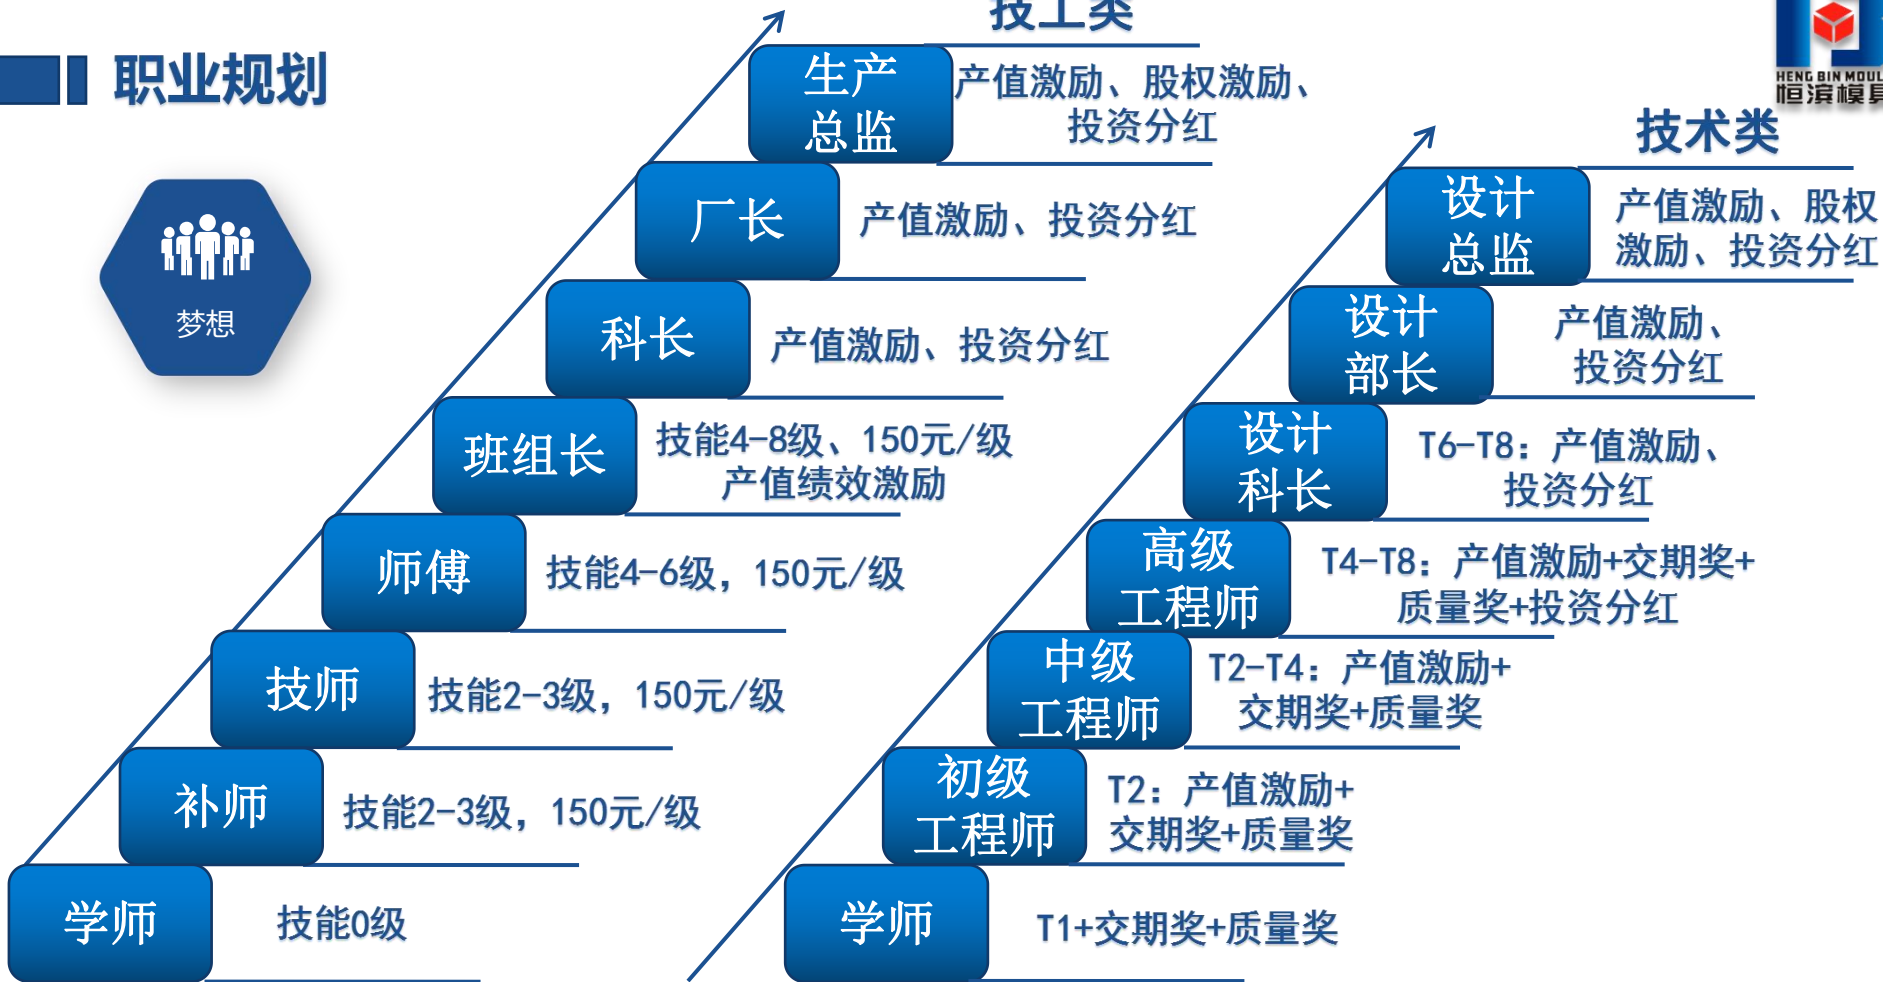 职业规划
梦想
技工类
生产
总监
产值激励、股权激励、
投资分红
厂长
产值激励、投资分红
科长
产值激励、投资分红
班组长
技能4-8级、150元/级
产值绩效激励
师傅
技能4-6级，150元/级
技师
技能2-3级，150元/级
补师
技能2-3级，150元/级
学师
技能0级
HENG BIN MOUL
恒滨模具
技术类
设计
总监
产值激励、股权
激励、投资分红
设计
部长
产值激励、
投资分红
设计
科长
T6-T8：产值激励、
投资分红
高级
工程师
T4-T8：产值激励+交期奖+
质量奖+投资分红
中级
工程师
T2-T4：产值激励+
交期奖+质量奖
初级
工程师
T2：产值激励+
交期奖+质量奖
学师
T1+交期奖+质量奖